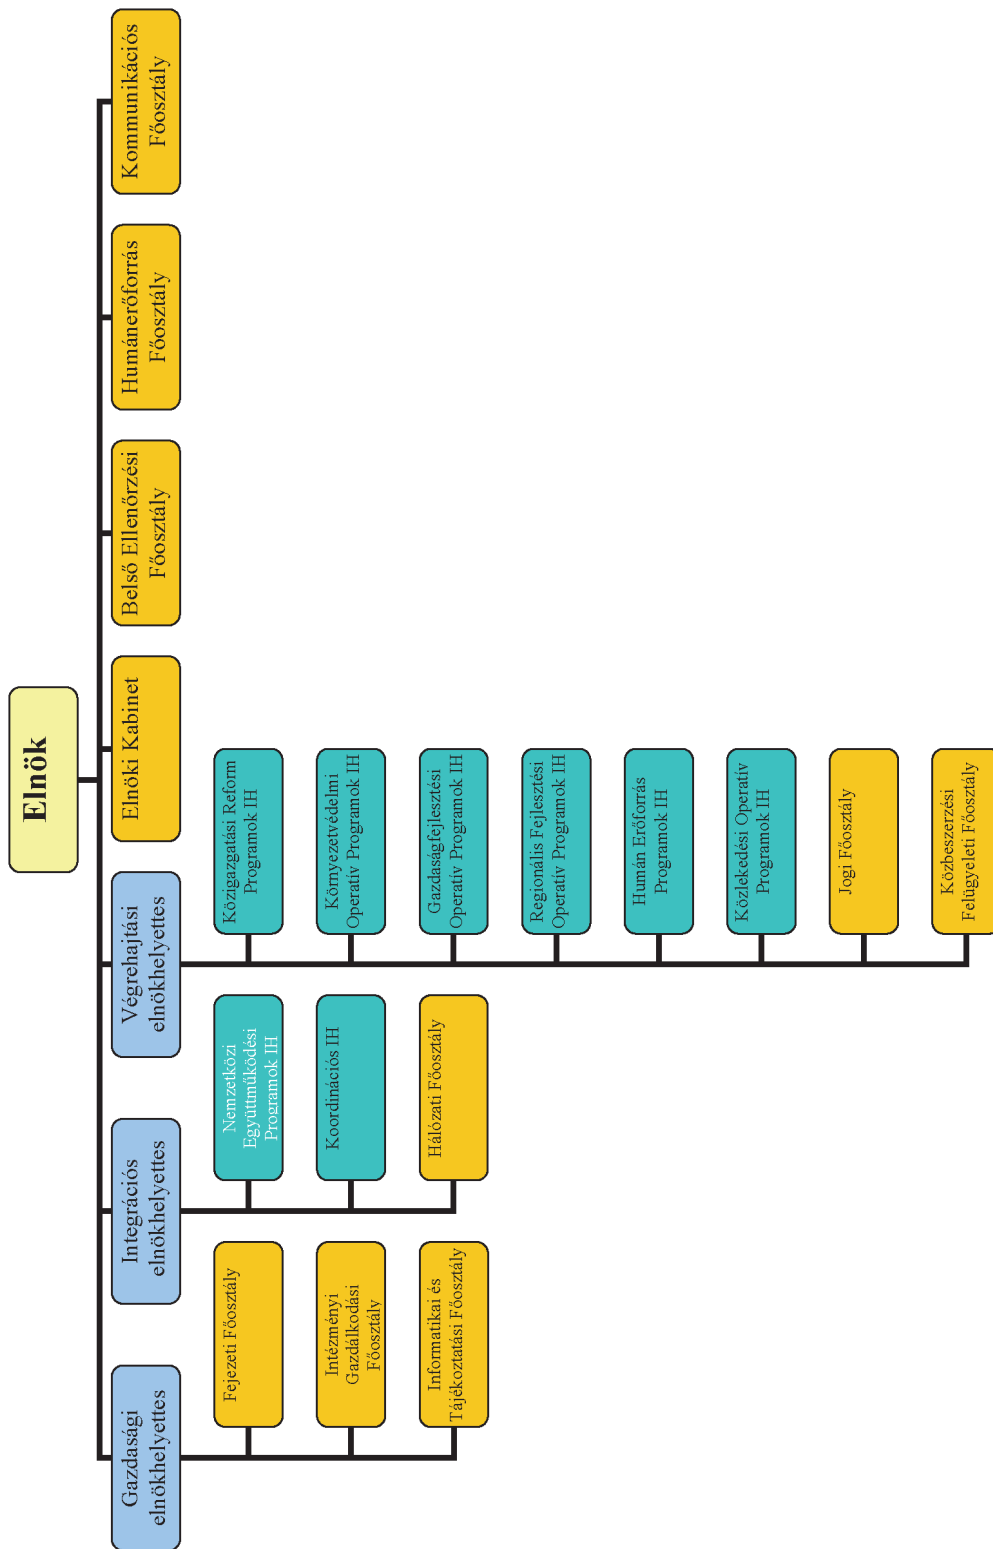 Elnök
Gazdasági
elnökhelyettes
Integrációs
elnökhelyettes
Végrehajtási
elnökhelyettes
Elnöki Kabinet
Belső Ellenőrzési
Főosztály
Humánerőforrás
Főosztály
Kommunikációs
Főosztály
Fejezeti Főosztály
Intézményi
Gazdálkodási
Főosztály
Informatikai és
Tájékoztatási Főosztály
Nemzetközi
Együttműködési
Programok IH
Koordinációs IH
Hálózati Főosztály
Közigazgatási Reform
Programok IH
Környezetvédelmi
Operatív Programok IH
Gazdaságfejlesztési
Operatív Programok IH
Regionális Fejlesztési
Operatív Programok IH
Humán Erőforrás
Programok IH
Közlekedési Operatív
Programok IH
Jogi Főosztály
Közbeszerzési
Felügyeleti Főosztály